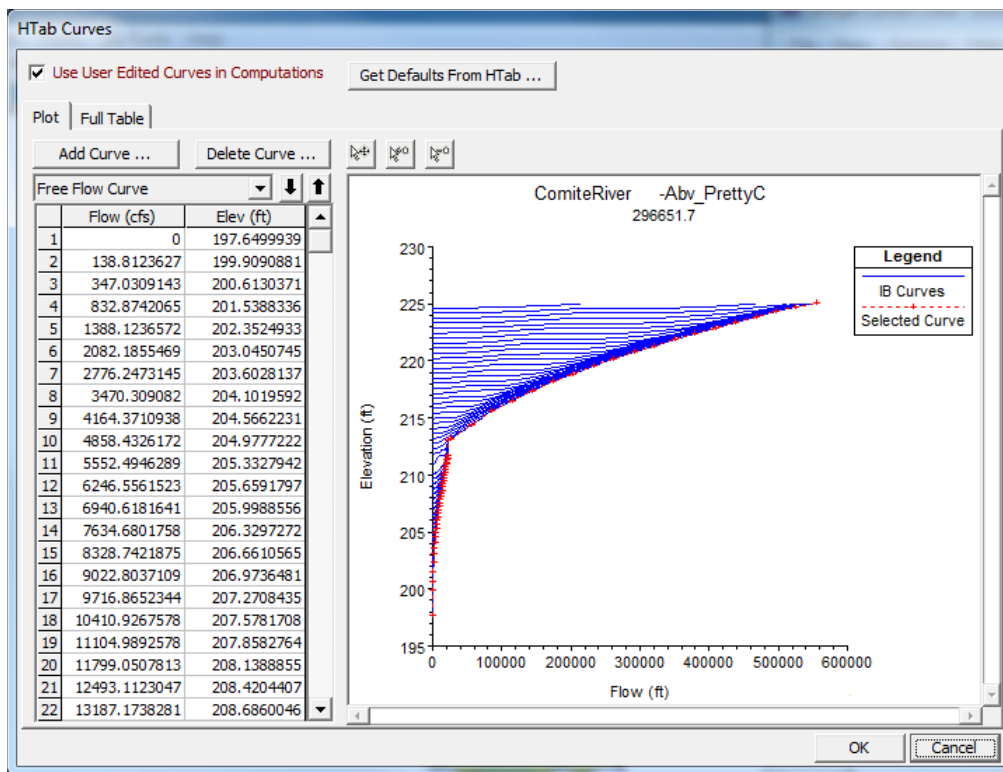 HTab Curves
Use User Edited Curves in Computations
Get Defaults From HTab ...
Plot
Full Table
Add Curve ...
Delete Curve ...
Free Flow Curve
Flow (cfs) Elev (ft)
1 0 197.6499939
2 138.8123627 199.9090881
3 347.0309143 200.6130371
4 832.8742065 201.5388336
5 1388.1236572 202.3524933
6 2082.1855469 203.0450745
7 2776.2473145 203.6028137
8 3470.309082 204.1019592
9 4164.3710938 204.5662231
10 4858.4326172 204.9777222
11 5552.4946289 205.3327942
12 6246.5561523 205.6591797
13 6940.6181641 205.9988556
14 7634.6801758 206.3297272
15 8328.7421875 206.6610565
16 9022.8037109 206.9736481
17 9716.8652344 207.2708435
18 10410.9267578 207.5781708
19 11104.9892578 207.8582764
20 11799.0507813 208.1388855
21 12493.1123047 208.4204407
22 13187.1738281 208.6860046
ComiteRiver -Abv_PrettyC
296651.7
230
225
220
215
210
205
200
195
Elevation (ft)
0 100000 200000 300000 400000 500000 600000
Flow (ft)
Legend
IB Curves
Selected Curve
OK
Cancel